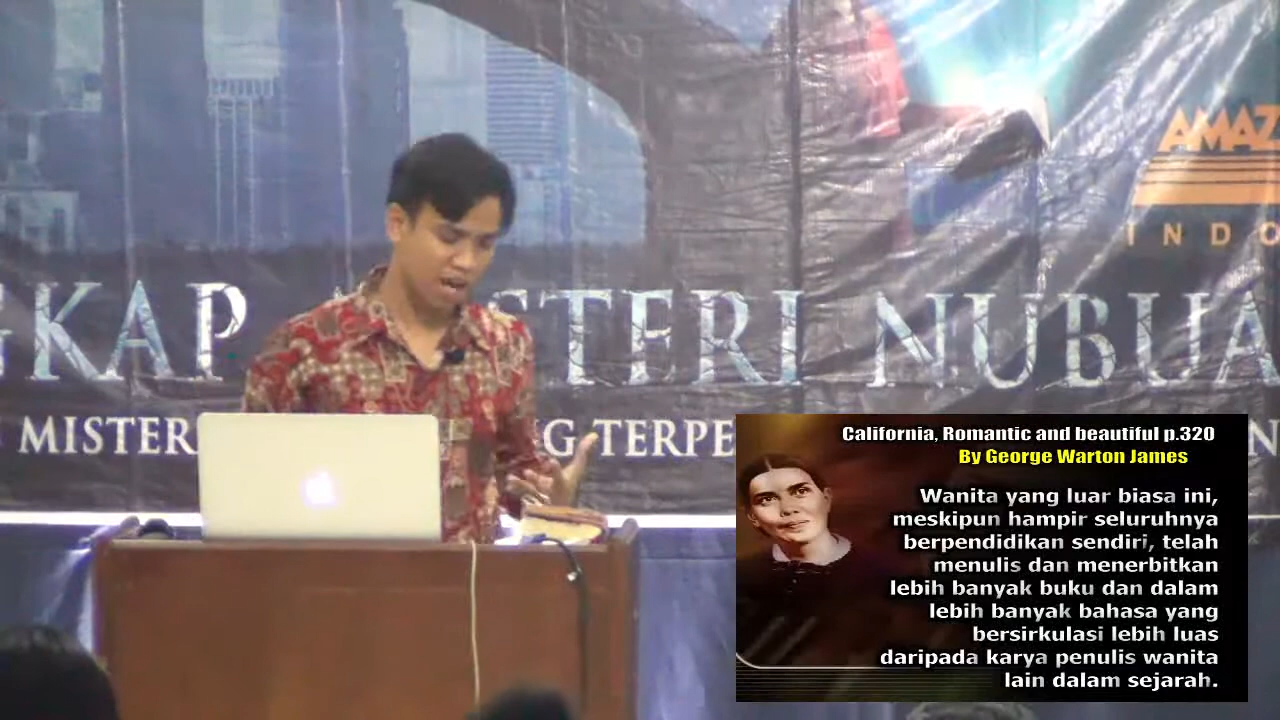 AMAZ
INDO
GKAP MISTERI NUBUA
MISTER G TERPE N
California, Romantic and beautiful p.320
By George Warton James
Wanita yang luar biasa ini,
meskipun hampir seluruhnya
berpendidikan sendiri, telah
menulis dan menerbitkan
lebih banyak buku dan dalam
lebih banyak bahasa yang
bersirkulasi lebih luas
daripada karya penulis wanita
lain dalam sejarah.